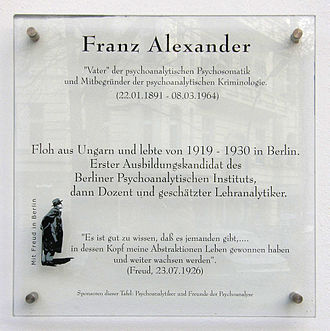 Franz Alexander
"Vater" der psychoanalytischen Psychosomatik
und Mitbegründer der psychoanalytischen Kriminologie.
(22.01.1891 - 08.03.1964)
Floh aus Ungarn und lebte von 1919 - 1930 in Berlin.
Erster Ausbildungskandidat des
Berliner Psychoanalytischen Instituts,
dann Dozent und geschätzter Lehranalytiker.
Mit Freud in Berlin
"Es ist gut zu wissen, daß es jemanden gibt,....
in dessen Kopf meine Abstraktionen Leben gewonnen haben
und weiter wachsen werden".
(Freud, 23.07.1926)
Sponsoren dieser Tafel: Psychoanalytiker und Freunde der Psychoanalyse